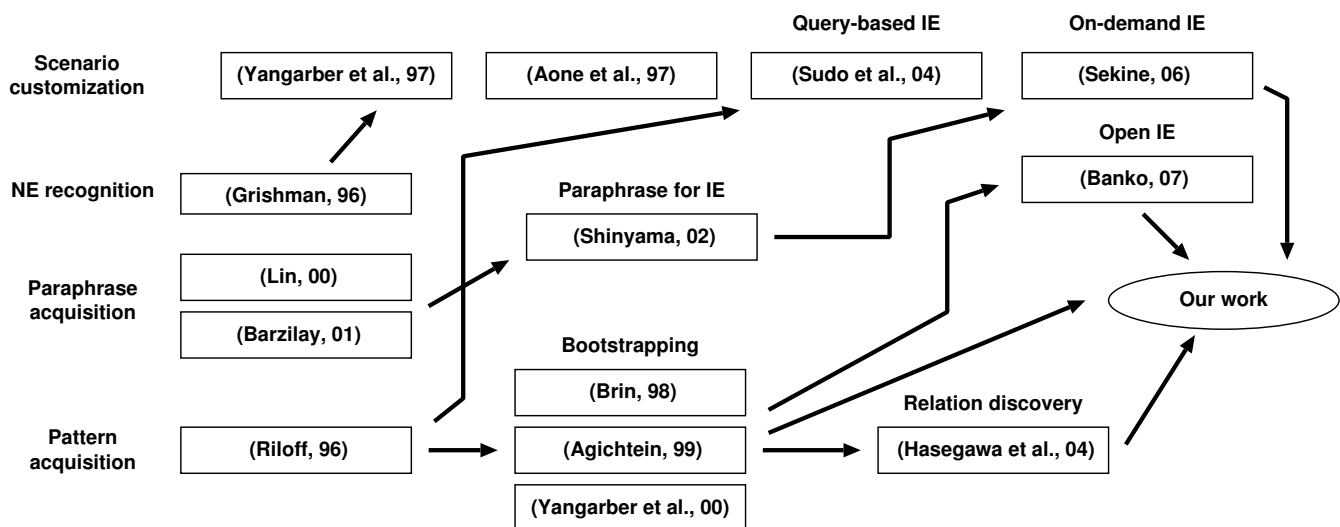 Query-based IE
On-demand IE
Scenario
customization
(Yangarber et al., 97)
(Aone et al., 97)
(Sudo et al., 04)
(Sekine, 06)
Open IE
NE recognition
(Grishman, 96)
Paraphrase for IE
(Banko, 07)
(Shinyama, 02)
Paraphrase
acquisition
(Lin, 00)
(Barzilay, 01)
Our work
Bootstrapping
(Brin, 98)
Relation discovery
Pattern
acquisition
(Riloff, 96)
(Agichtein, 99)
(Hasegawa et al., 04)
(Yangarber et al., 00)